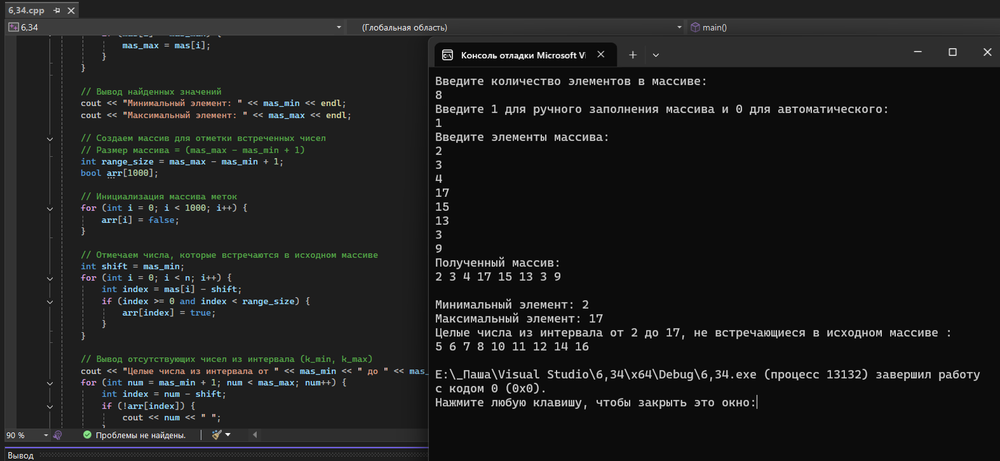 6,34.cpp
6,34
(Глобальная область)
main()
mas_max = mas[i];
}
}
// Вывод найденных значений
cout << "Минимальный элемент: " << mas_min << endl;
cout << "Максимальный элемент: " << mas_max << endl;
// Создаем массив для отметки встреченных чисел
// Размер массива = (mas_max - mas_min + 1)
int range_size = mas_max - mas_min + 1;
bool arr[1000];
// Инициализация массива меток
for (int i = 0; i < 1000; i++) {
arr[i] = false;
}
// Отмечаем числа, которые встречаются в исходном массиве
int shift = mas_min;
for (int i = 0; i < n; i++) {
int index = mas[i] - shift;
if (index >= 0 and index < range_size) {
arr[index] = true;
}
}
// Вывод отсутствующих чисел из интервала (k_min, k_max)
cout << "Целые числа из интервала от " << mas_min << " до " << mas_
for (int num = mas_min + 1; num < mas_max; num++) {
int index = num - shift;
if (!arr[index]) {
cout << num << " ";
90 %
Проблемы не найдены.
Вывод
Консоль отладки Microsoft Vi
Введите количество элементов в массиве:
8
Введите 1 для ручного заполнения массива и 0 для автоматического:
1
Введите элементы массива:
2
3
4
17
15
13
3
9
Полученный массив:
2 3 4 17 15 13 3 9
Минимальный элемент: 2
Максимальный элемент: 17
Целые числа из интервала от 2 до 17, не встречающиеся в исходном массиве :
5 6 7 8 10 11 12 14 16
E:\_Паша\Visual Studio\6,34\x64\Debug\6,34.exe (процесс 13132) завершил работу
с кодом 0 (0x0).
Нажмите любую клавишу, чтобы закрыть это окно: